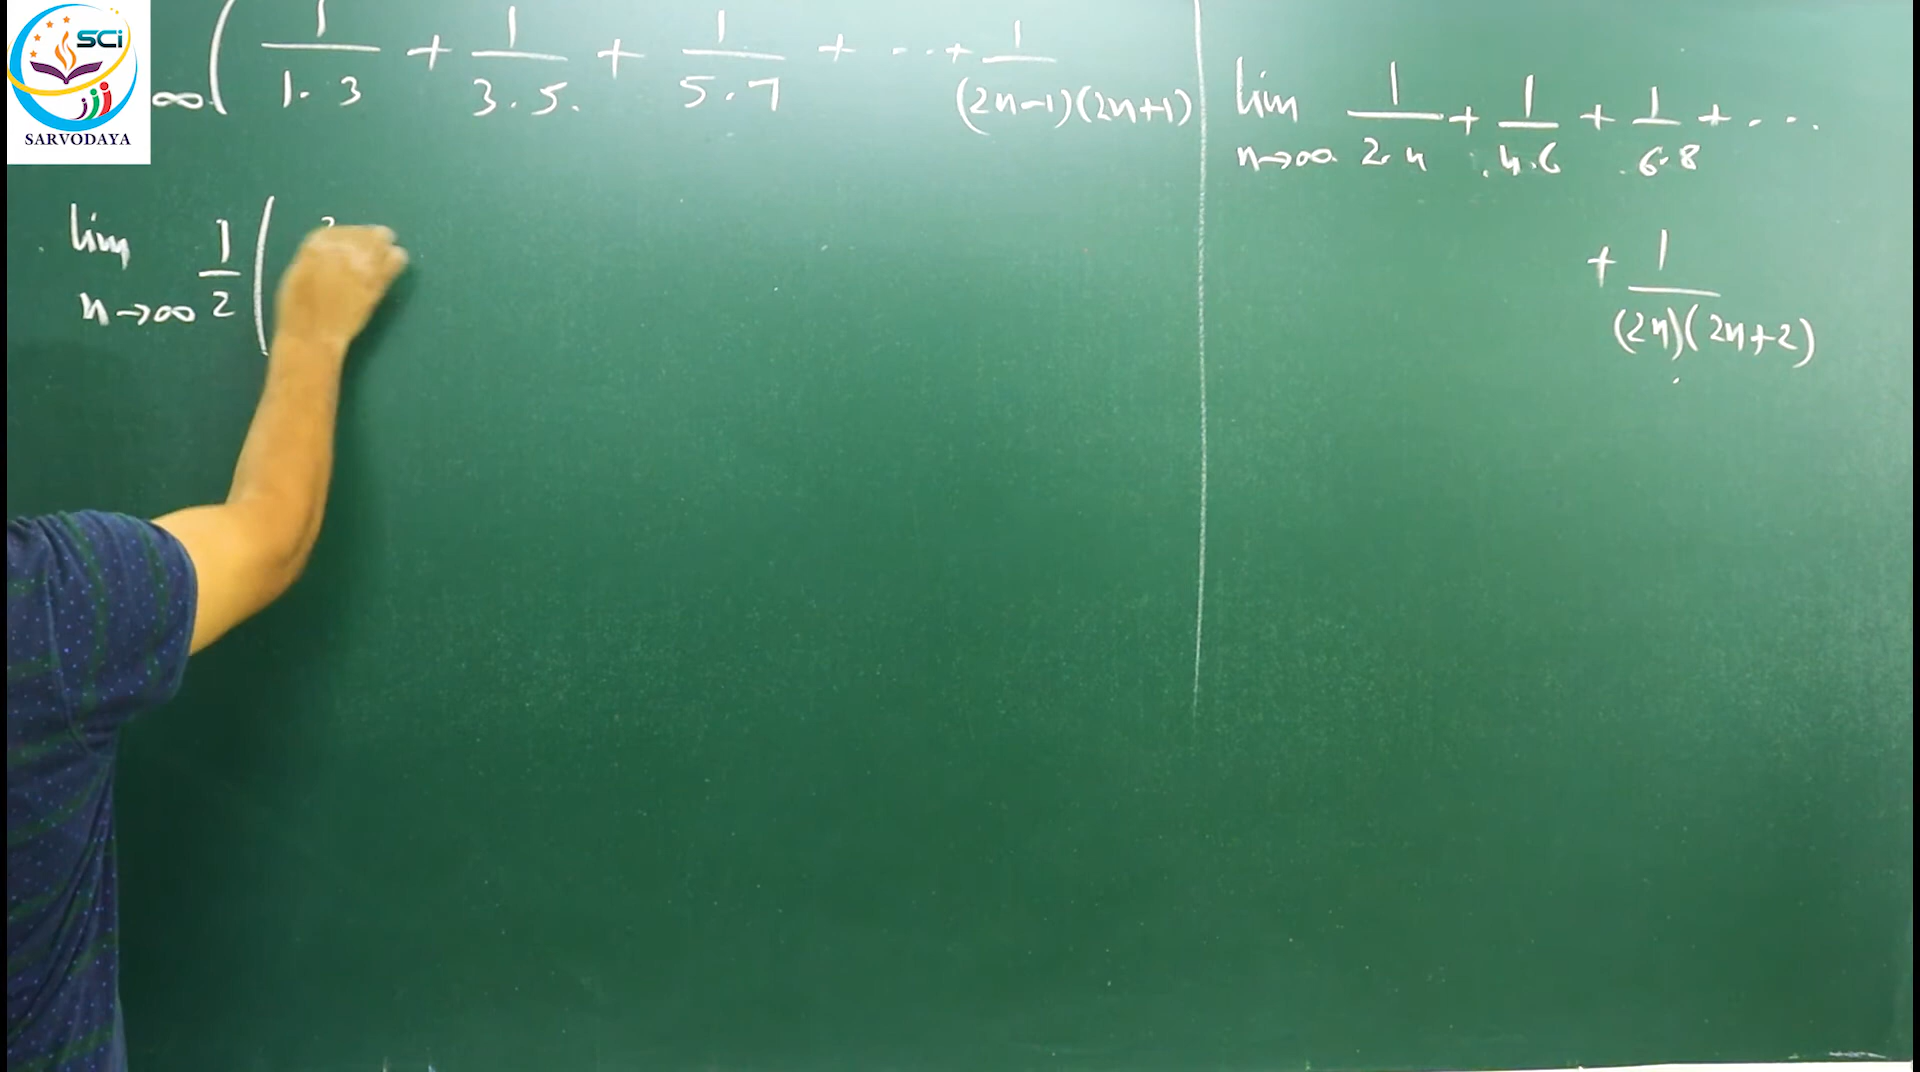 SCi
SARVODAYA
∞ ( 1/1.3 + 1/3.5. + 1/5.7 + ... + 1/(2n-1)(2n+1)
lim n→∞ 1/2 (
lim n→∞ 1/2.4 + 1/4.6 + 1/6.8 + ...
+ 1/(2n)(2n+2)